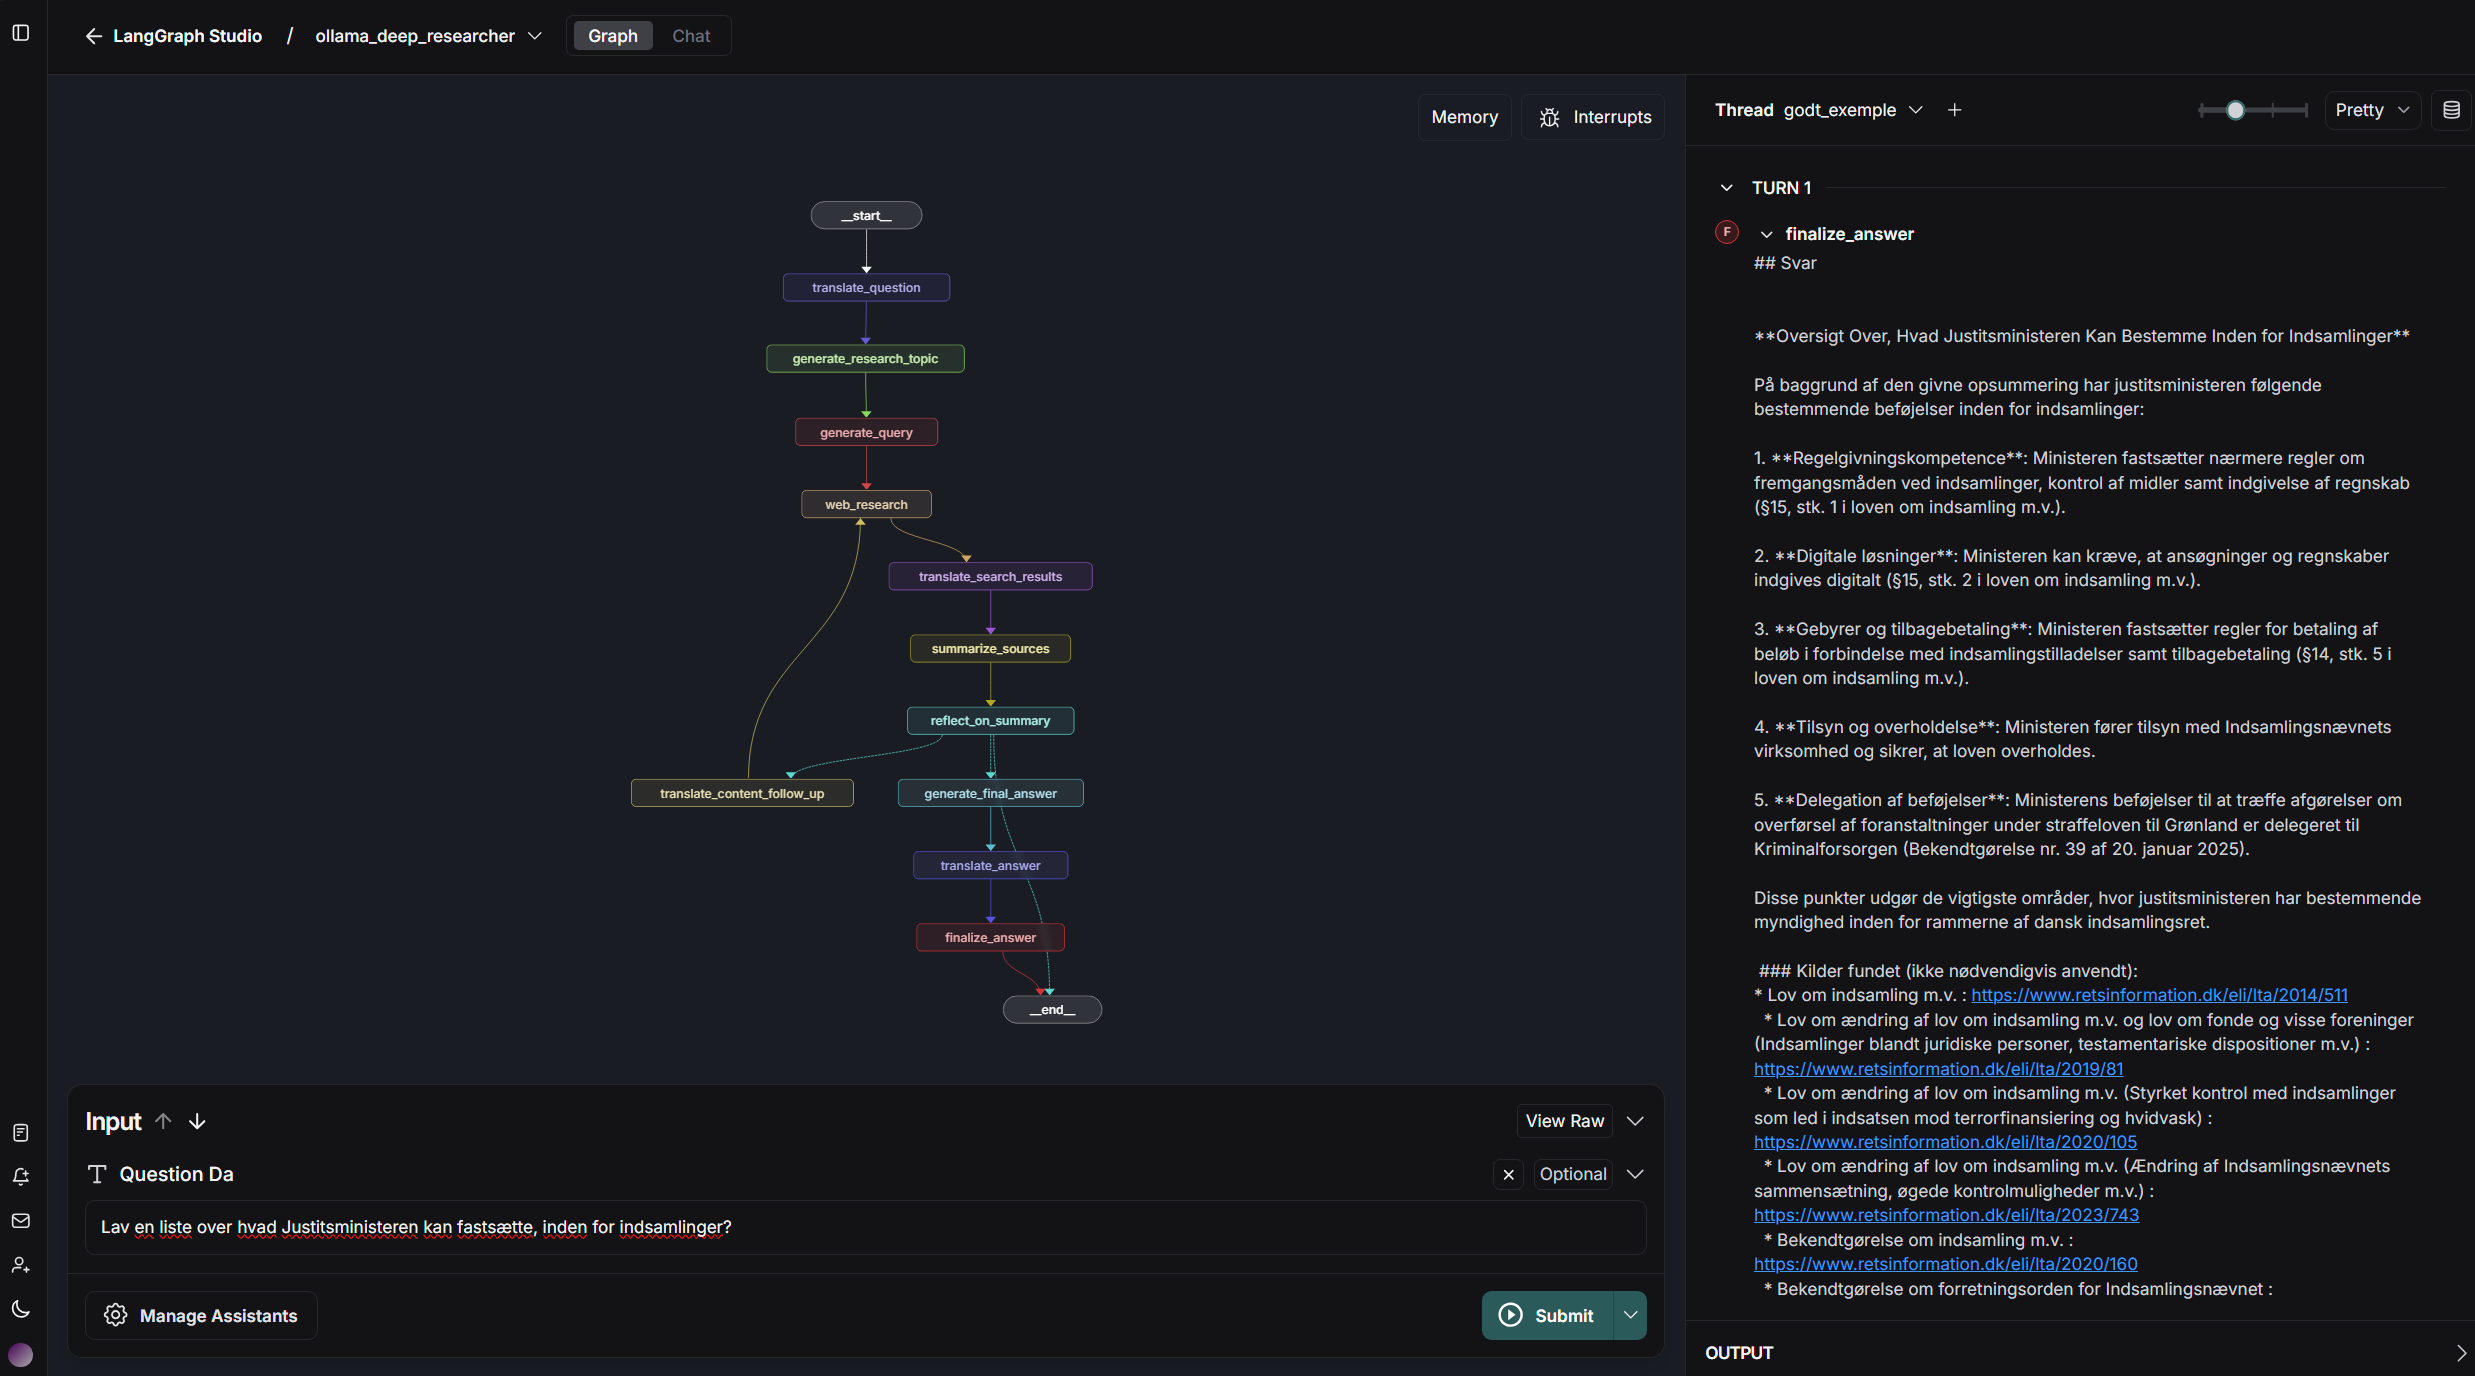 LangGraph Studio / ollama_deep_researcher
Graph
Chat
Memory
Interrupts
__start__
translate_question
generate_research_topic
generate_query
web_research
translate_search_results
summarize_sources
reflect_on_summary
translate_content_follow_up
generate_final_answer
translate_answer
finalize_answer
__end__
Input
View Raw
Question Da
Optional
Lav en liste over hvad Justitsministeren kan fastsætte, inden for indsamlinger?
Manage Assistants
Submit
Thread godt_exemple
Pretty
TURN 1
F
finalize_answer
## Svar
**Oversigt Over, Hvad Justitsministeren Kan Bestemme Inden for Indsamlinger**
På baggrund af den givne opsummering har justitsministeren følgende
bestemmende beføjelser inden for indsamlinger:
1. **Regelgivningskompetence**: Ministeren fastsætter nærmere regler om
fremgangsmåden ved indsamlinger, kontrol af midler samt indgivelse af regnskab
(§15, stk. 1 i loven om indsamling m.v.).
2. **Digitale løsninger**: Ministeren kan kræve, at ansøgninger og regnskaber
indgives digitalt (§15, stk. 2 i loven om indsamling m.v.).
3. **Gebyrer og tilbagebetaling**: Ministeren fastsætter regler for betaling af
beløb i forbindelse med indsamlingstilladelser samt tilbagebetaling (§14, stk. 5 i
loven om indsamling m.v.).
4. **Tilsyn og overholdelse**: Ministeren fører tilsyn med Indsamlingsnævnets
virksomhed og sikrer, at loven overholdes.
5. **Delegation af beføjelser**: Ministerens beføjelser til at træffe afgørelser om
overførsel af foranstaltninger under straffeloven til Grønland er delegeret til
Kriminalforsorgen (Bekendtgørelse nr. 39 af 20. januar 2025).
Disse punkter udgør de vigtigste områder, hvor justitsministeren har bestemmende
myndighed inden for rammerne af dansk indsamlingsret.
### Kilder fundet (ikke nødvendigvis anvendt):
* Lov om indsamling m.v. : https://www.retsinformation.dk/eli/lta/2014/511
* Lov om ændring af lov om indsamling m.v. og lov om fonde og visse foreninger
(Indsamlinger blandt juridiske personer, testamentariske dispositioner m.v.) :
https://www.retsinformation.dk/eli/lta/2019/81
* Lov om ændring af lov om indsamling m.v. (Styrket kontrol med indsamlinger
som led i indsatsen mod terrorfinansiering og hvidvask) :
https://www.retsinformation.dk/eli/lta/2020/105
* Lov om ændring af lov om indsamling m.v. (Ændring af Indsamlingsnævnets
sammensætning, øgede kontrolmuligheder m.v.) :
https://www.retsinformation.dk/eli/lta/2023/743
* Bekendtgørelse om indsamling m.v. :
https://www.retsinformation.dk/eli/lta/2020/160
* Bekendtgørelse om forretningsorden for Indsamlingsnævnet :
OUTPUT